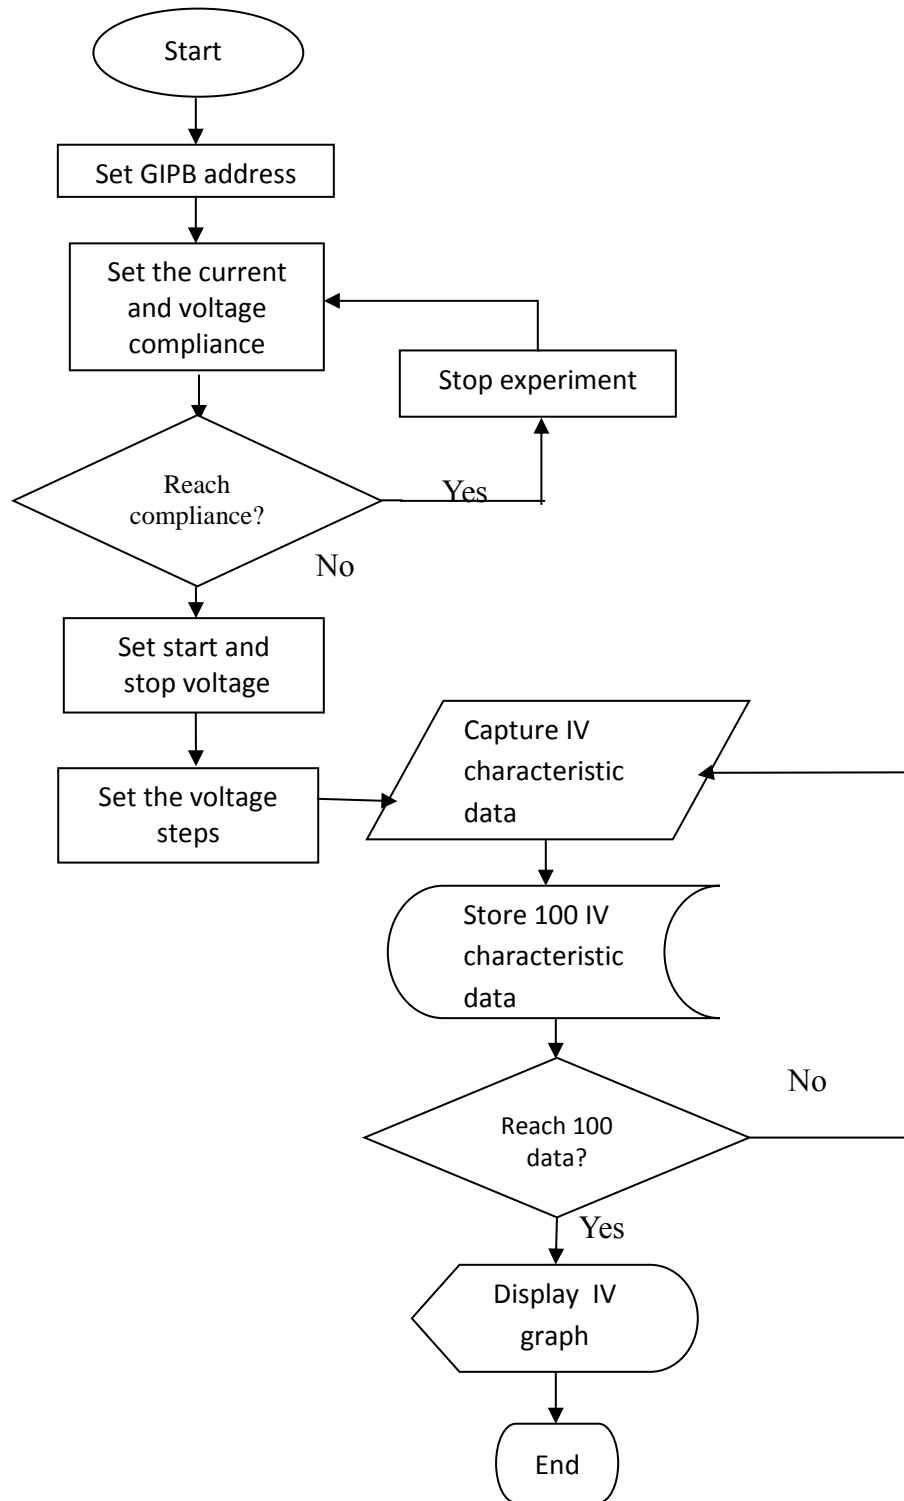 Start
Set GIPB address
Set the current
and voltage
compliance
Stop experiment
Reach
compliance?
Yes
No
Set start and
stop voltage
Set the voltage
steps
Capture IV
characteristic
data
Store 100 IV
characteristic
data
Reach 100
data?
No
Yes
Display IV
graph
End